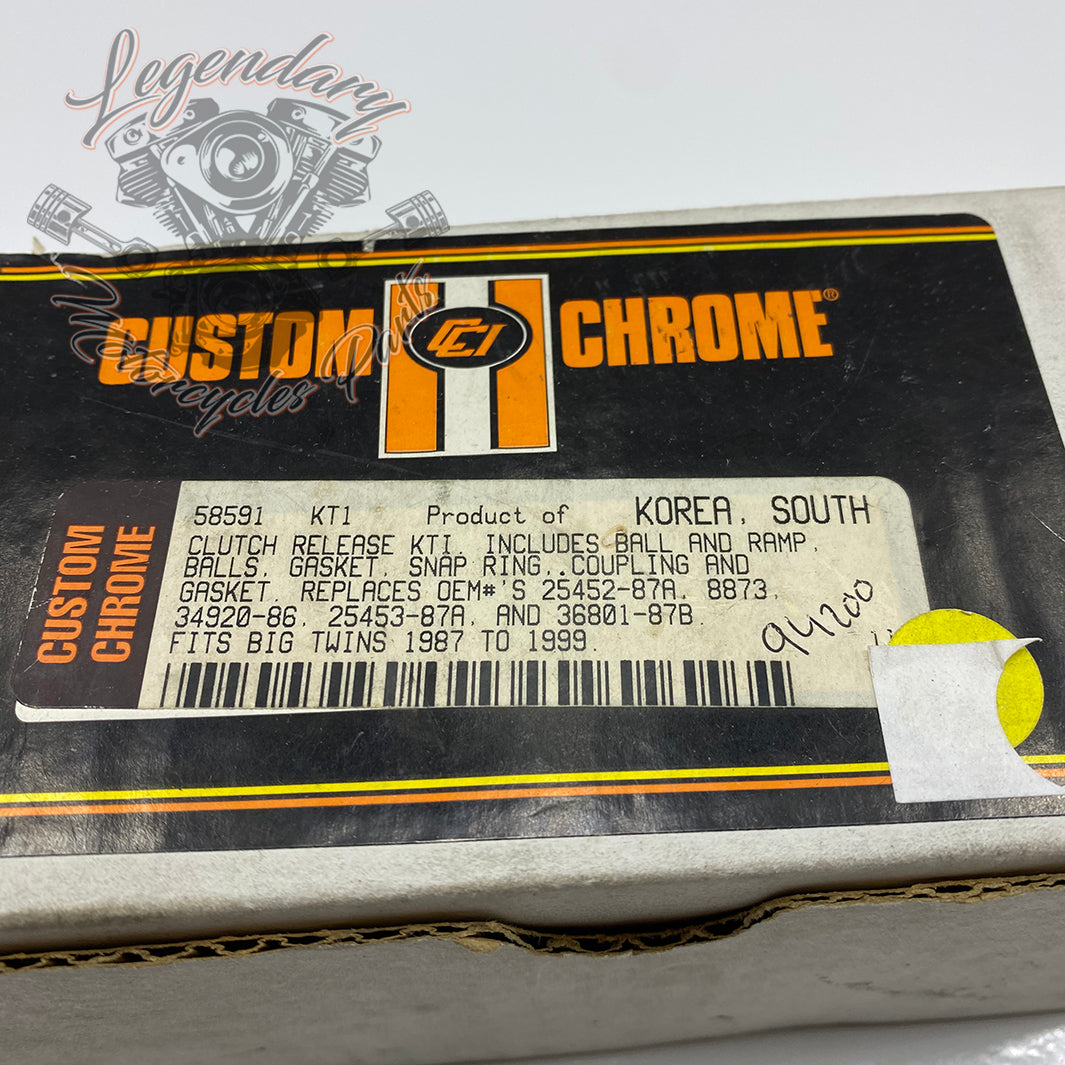 Legendary
Motorcycles Parts
CUSTOM CCI CHROME®
CUSTOM
CHROME
58591 KT1 Product of KOREA, SOUTH
CLUTCH RELEASE KTI. INCLUDES BALL AND RAMP,
BALLS, GASKET, SNAP RING,.COUPLING AND
GASKET. REPLACES OEM#'S 25452-87A, 8873,
34920-86, 25453-87A, AND 36801-87B.
FITS BIG TWINS 1987 TO 1999.
94200